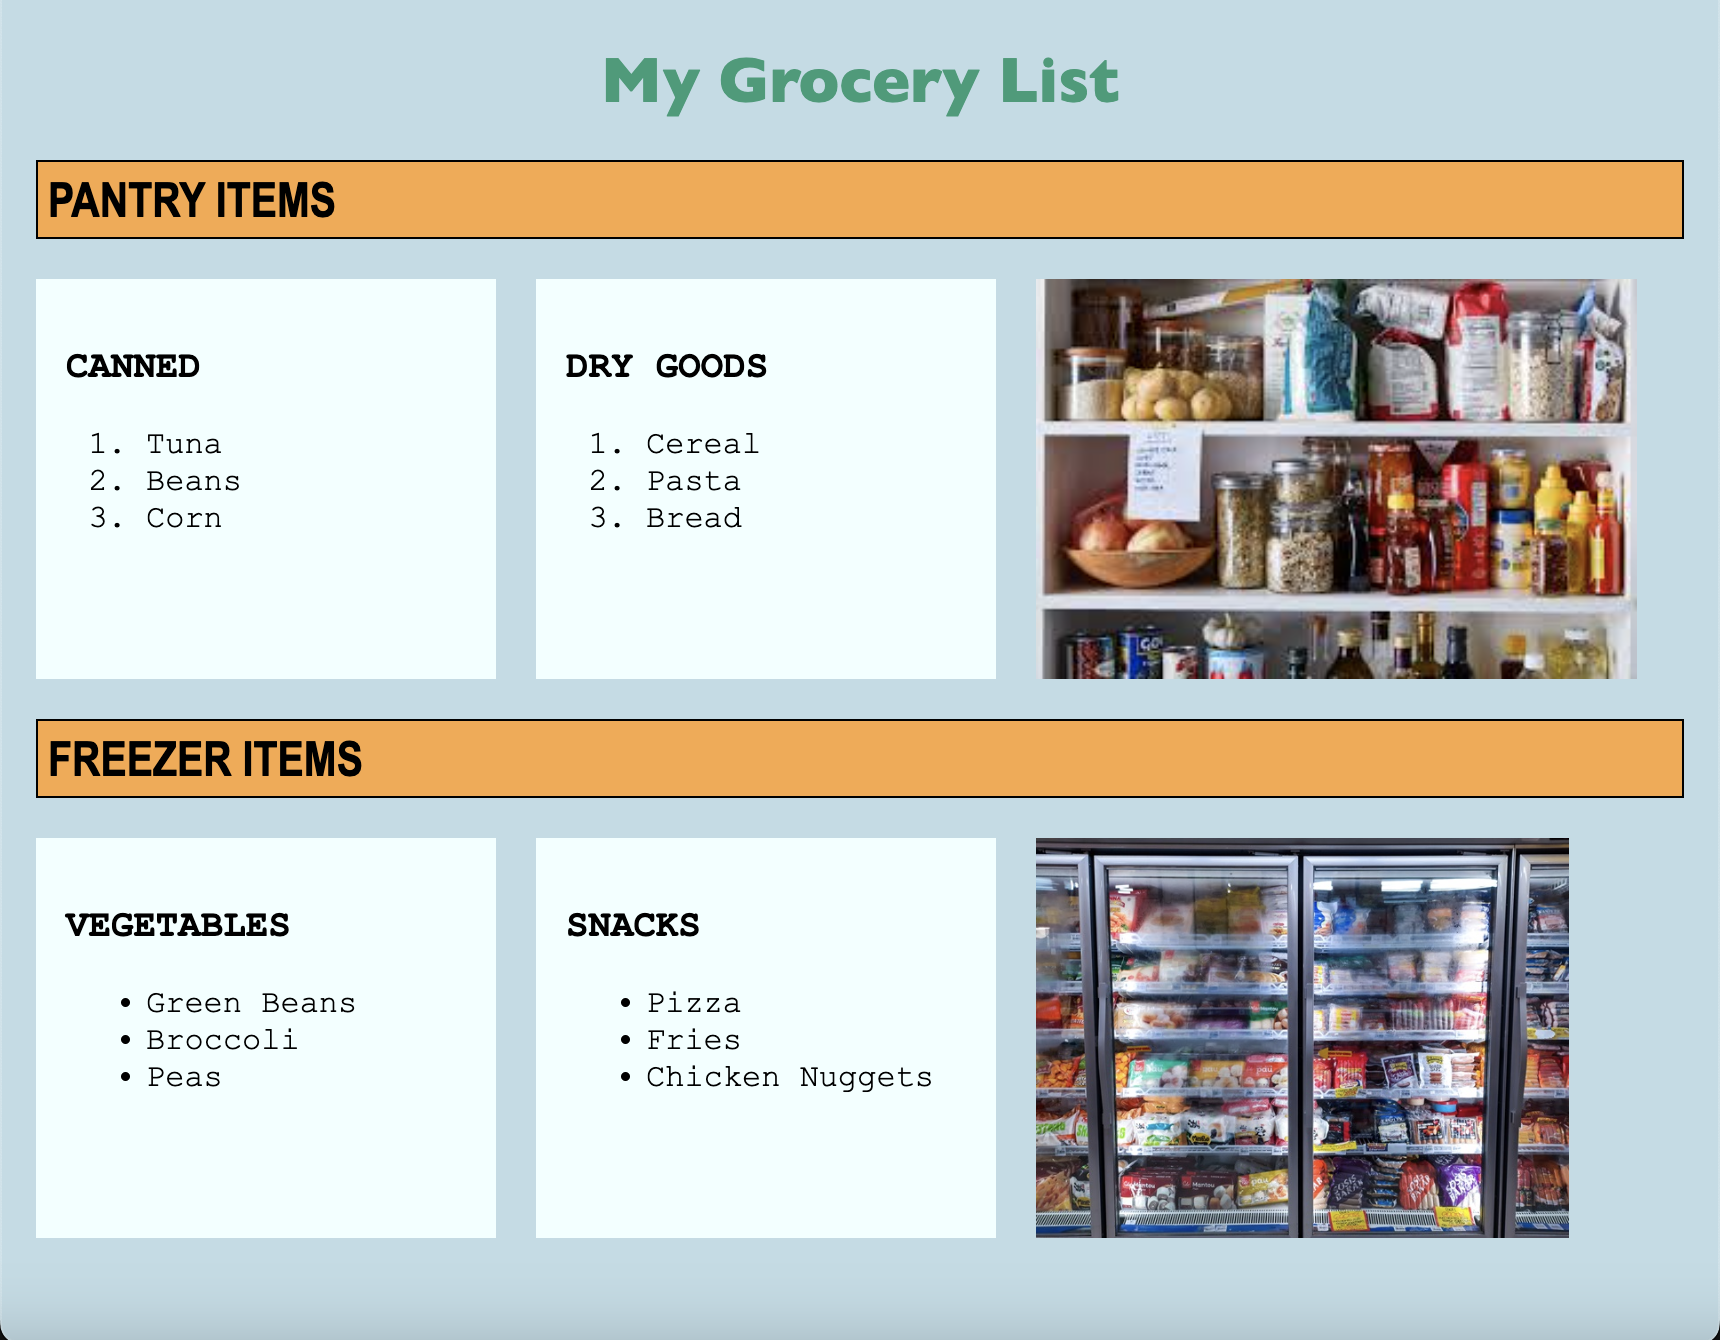 My Grocery List
PANTRY ITEMS
CANNED
1. Tuna
2. Beans
3. Corn
DRY GOODS
1. Cereal
2. Pasta
3. Bread
FREEZER ITEMS
VEGETABLES
• Green Beans
• Broccoli
• Peas
SNACKS
• Pizza
• Fries
• Chicken Nuggets